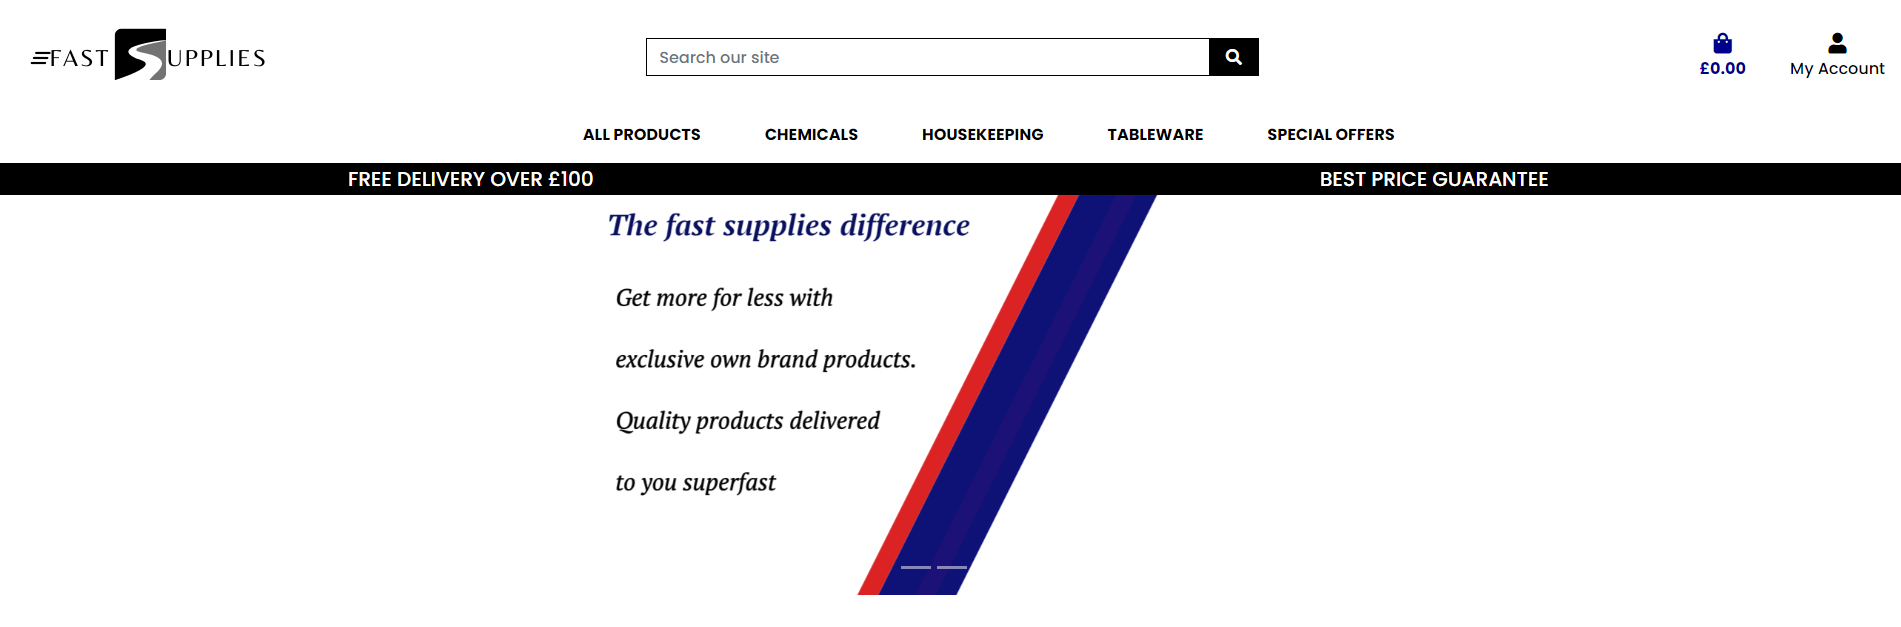 FAST SUPPLIES
Search our site
£0.00
My Account
ALL PRODUCTS CHEMICALS HOUSEKEEPING TABLEWARE SPECIAL OFFERS
FREE DELIVERY OVER £100 BEST PRICE GUARANTEE
The fast supplies difference
Get more for less with
exclusive own brand products.
Quality products delivered
to you superfast